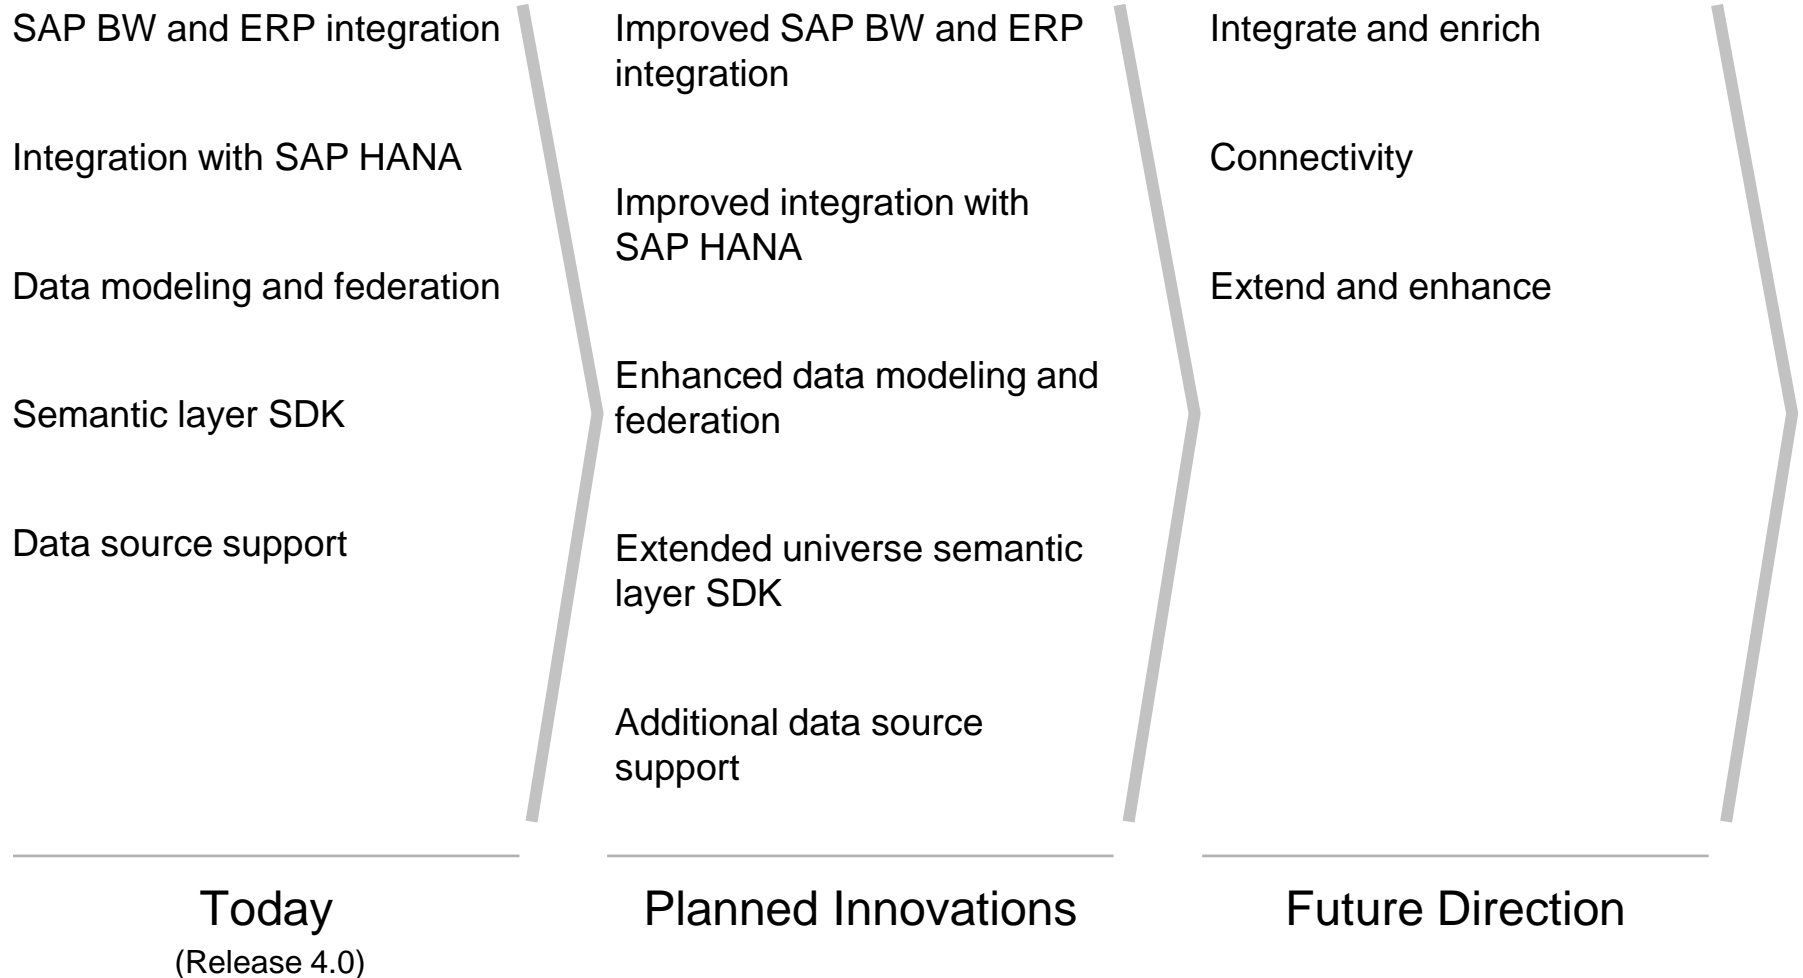 SAP BW and ERP integration
Integration with SAP HANA
Data modeling and federation
Semantic layer SDK
Data source support
Today
(Release 4.0)
Improved SAP BW and ERP
integration
Improved integration with
SAP HANA
Enhanced data modeling and
federation
Extended universe semantic
layer SDK
Additional data source
support
Planned Innovations
Integrate and enrich
Connectivity
Extend and enhance
Future Direction